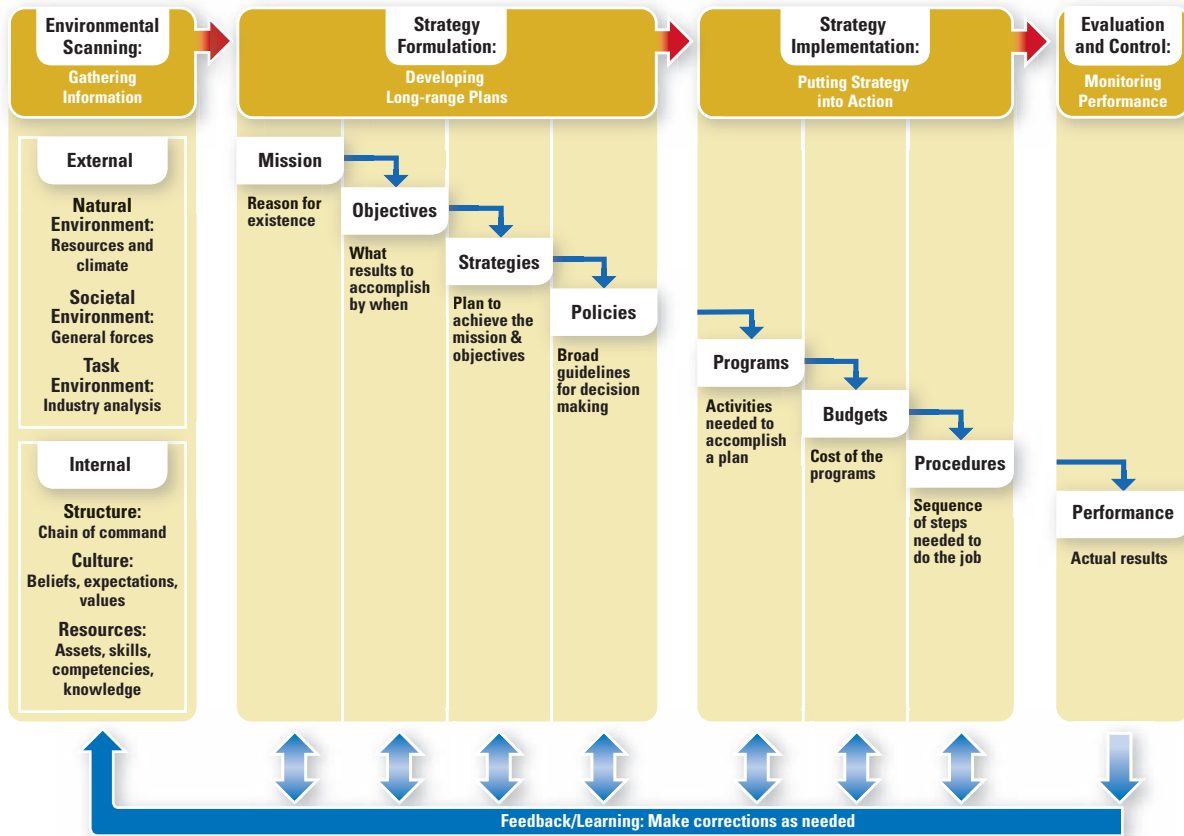 Environmental
Scanning:
Gathering
Information
Strategy
Formulation:
Developing
Long-range Plans
Strategy
Implementation:
Putting Strategy
into Action
Evaluation
and Control:
Monitoring
Performance
External
Natural
Environment:
Resources and
climate
Societal
Environment:
General forces
Task
Environment:
Industry analysis
Internal
Structure:
Chain of command
Culture:
Beliefs, expectations,
values
Resources:
Assets, skills,
competencies,
knowledge
Mission
Reason for
existence
Objectives
What
results to
accomplish
by when
Strategies
Plan to
achieve the
mission &
objectives
Policies
Broad
guidelines
for decision
making
Programs
Activities
needed to
accomplish
a plan
Budgets
Cost of the
programs
Procedures
Sequence
of steps
needed to
do the job
Performance
Actual results
Feedback/Learning: Make corrections as needed